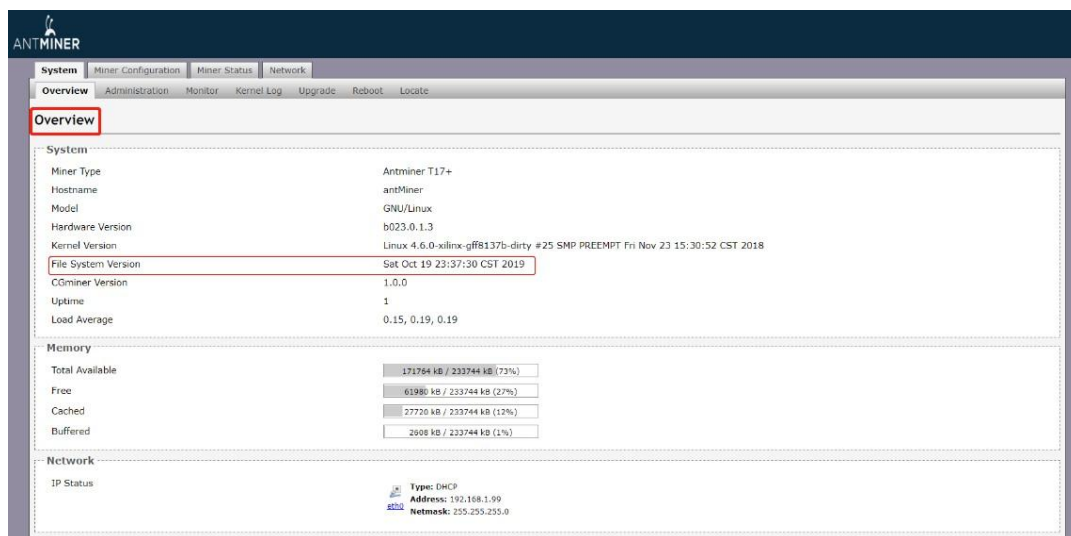 ANTMINER
System Miner Configuration Miner Status Network
Overview Administration Monitor Kernel Log Upgrade Reboot Locate
Overview
System
Miner Type Antminer T17+
Hostname antMiner
Model GNU/Linux
Hardware Version b023.0.1.3
Kernel Version Linux 4.6.0-xilinx-gff8137b-dirty #25 SMP PREEMPT Fri Nov 23 15:30:52 CST 2018
File System Version Sat Oct 19 23:37:30 CST 2019
CGminer Version 1.0.0
Uptime 1
Load Average 0.15, 0.19, 0.19
Memory
Total Available 171764 kB / 233744 kB (73%)
Free 61980 kB / 233744 kB (27%)
Cached 27720 kB / 233744 kB (12%)
Buffered 2608 kB / 233744 kB (1%)
Network
IP Status
Type: DHCP
Address: 192.168.1.99
eth0
Netmask: 255.255.255.0